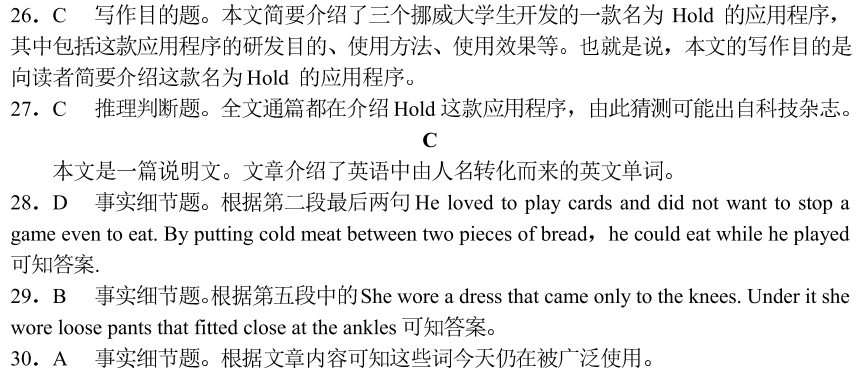 26．C　写作目的题。本文简要介绍了三个挪威大学生开发的一款名为 Hold 的应用程序，
其中包括这款应用程序的研发目的、使用方法、使用效果等。也就是说，本文的写作目的是
向读者简要介绍这款名为 Hold 的应用程序。
27．C　推理判断题。全文通篇都在介绍 Hold 这款应用程序，由此猜测可能出自科技杂志。
C
本文是一篇说明文。文章介绍了英语中由人名转化而来的英文单词。
28．D　事实细节题。根据第二段最后两句 He loved to play cards and did not want to stop a
game even to eat. By putting cold meat between two pieces of bread，he could eat while he played
可知答案.
29．B　事实细节题。根据第五段中的 She wore a dress that came only to the knees. Under it she
wore loose pants that fitted close at the ankles 可知答案。
30．A　事实细节题。根据文章内容可知这些词今天仍在被广泛使用。